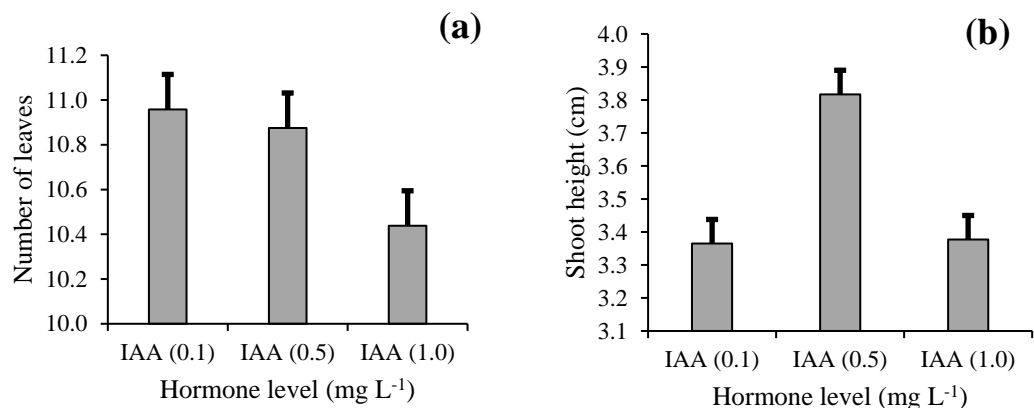 (a)
Number of leaves
11.2
11.0
10.8
10.6
10.4
10.2
10.0
IAA (0.1) IAA (0.5) IAA (1.0)
Hormone level (mg L-1)
(b)
Shoot height (cm)
4.0
3.9
3.8
3.7
3.6
3.5
3.4
3.3
3.2
3.1
IAA (0.1) IAA (0.5) IAA (1.0)
Hormone level (mg L-1)